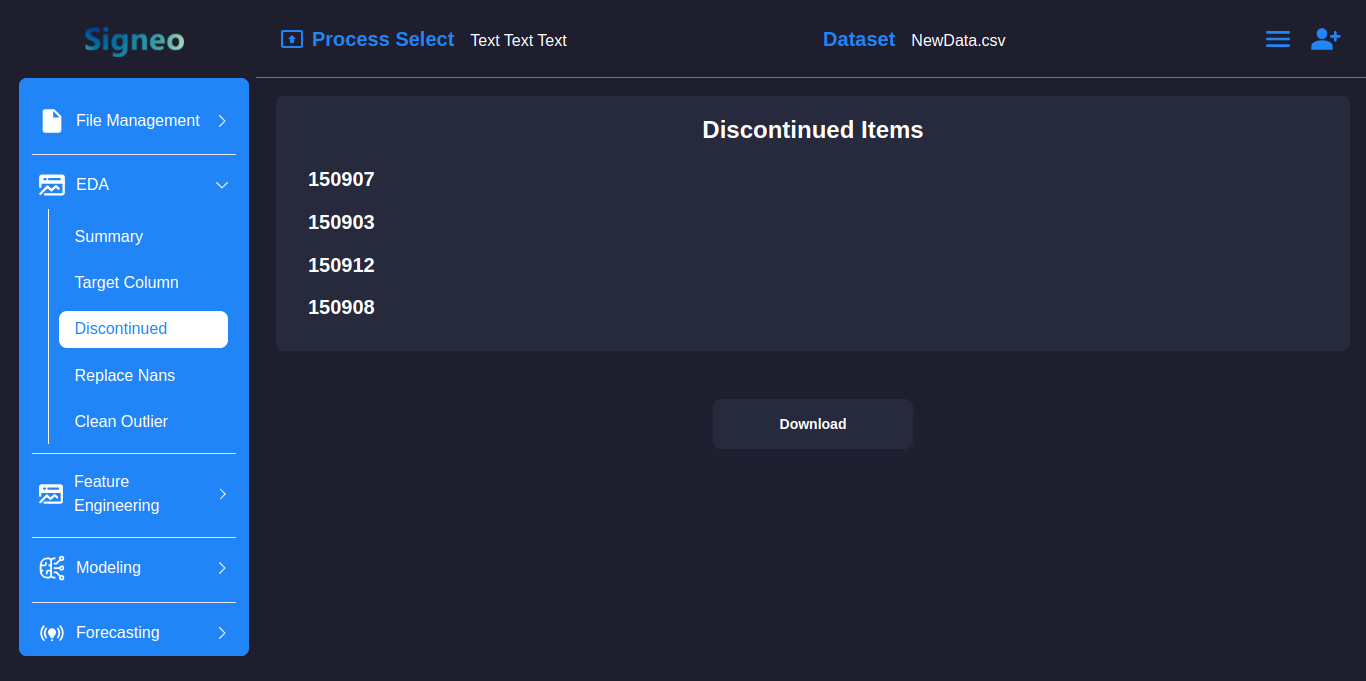 Signeo
Process Select Text Text Text
Dataset NewData.csv
File Management
EDA
Summary
Target Column
Discontinued
Replace Nans
Clean Outlier
Feature
Engineering
Modeling
Forecasting
Discontinued Items
150907
150903
150912
150908
Download